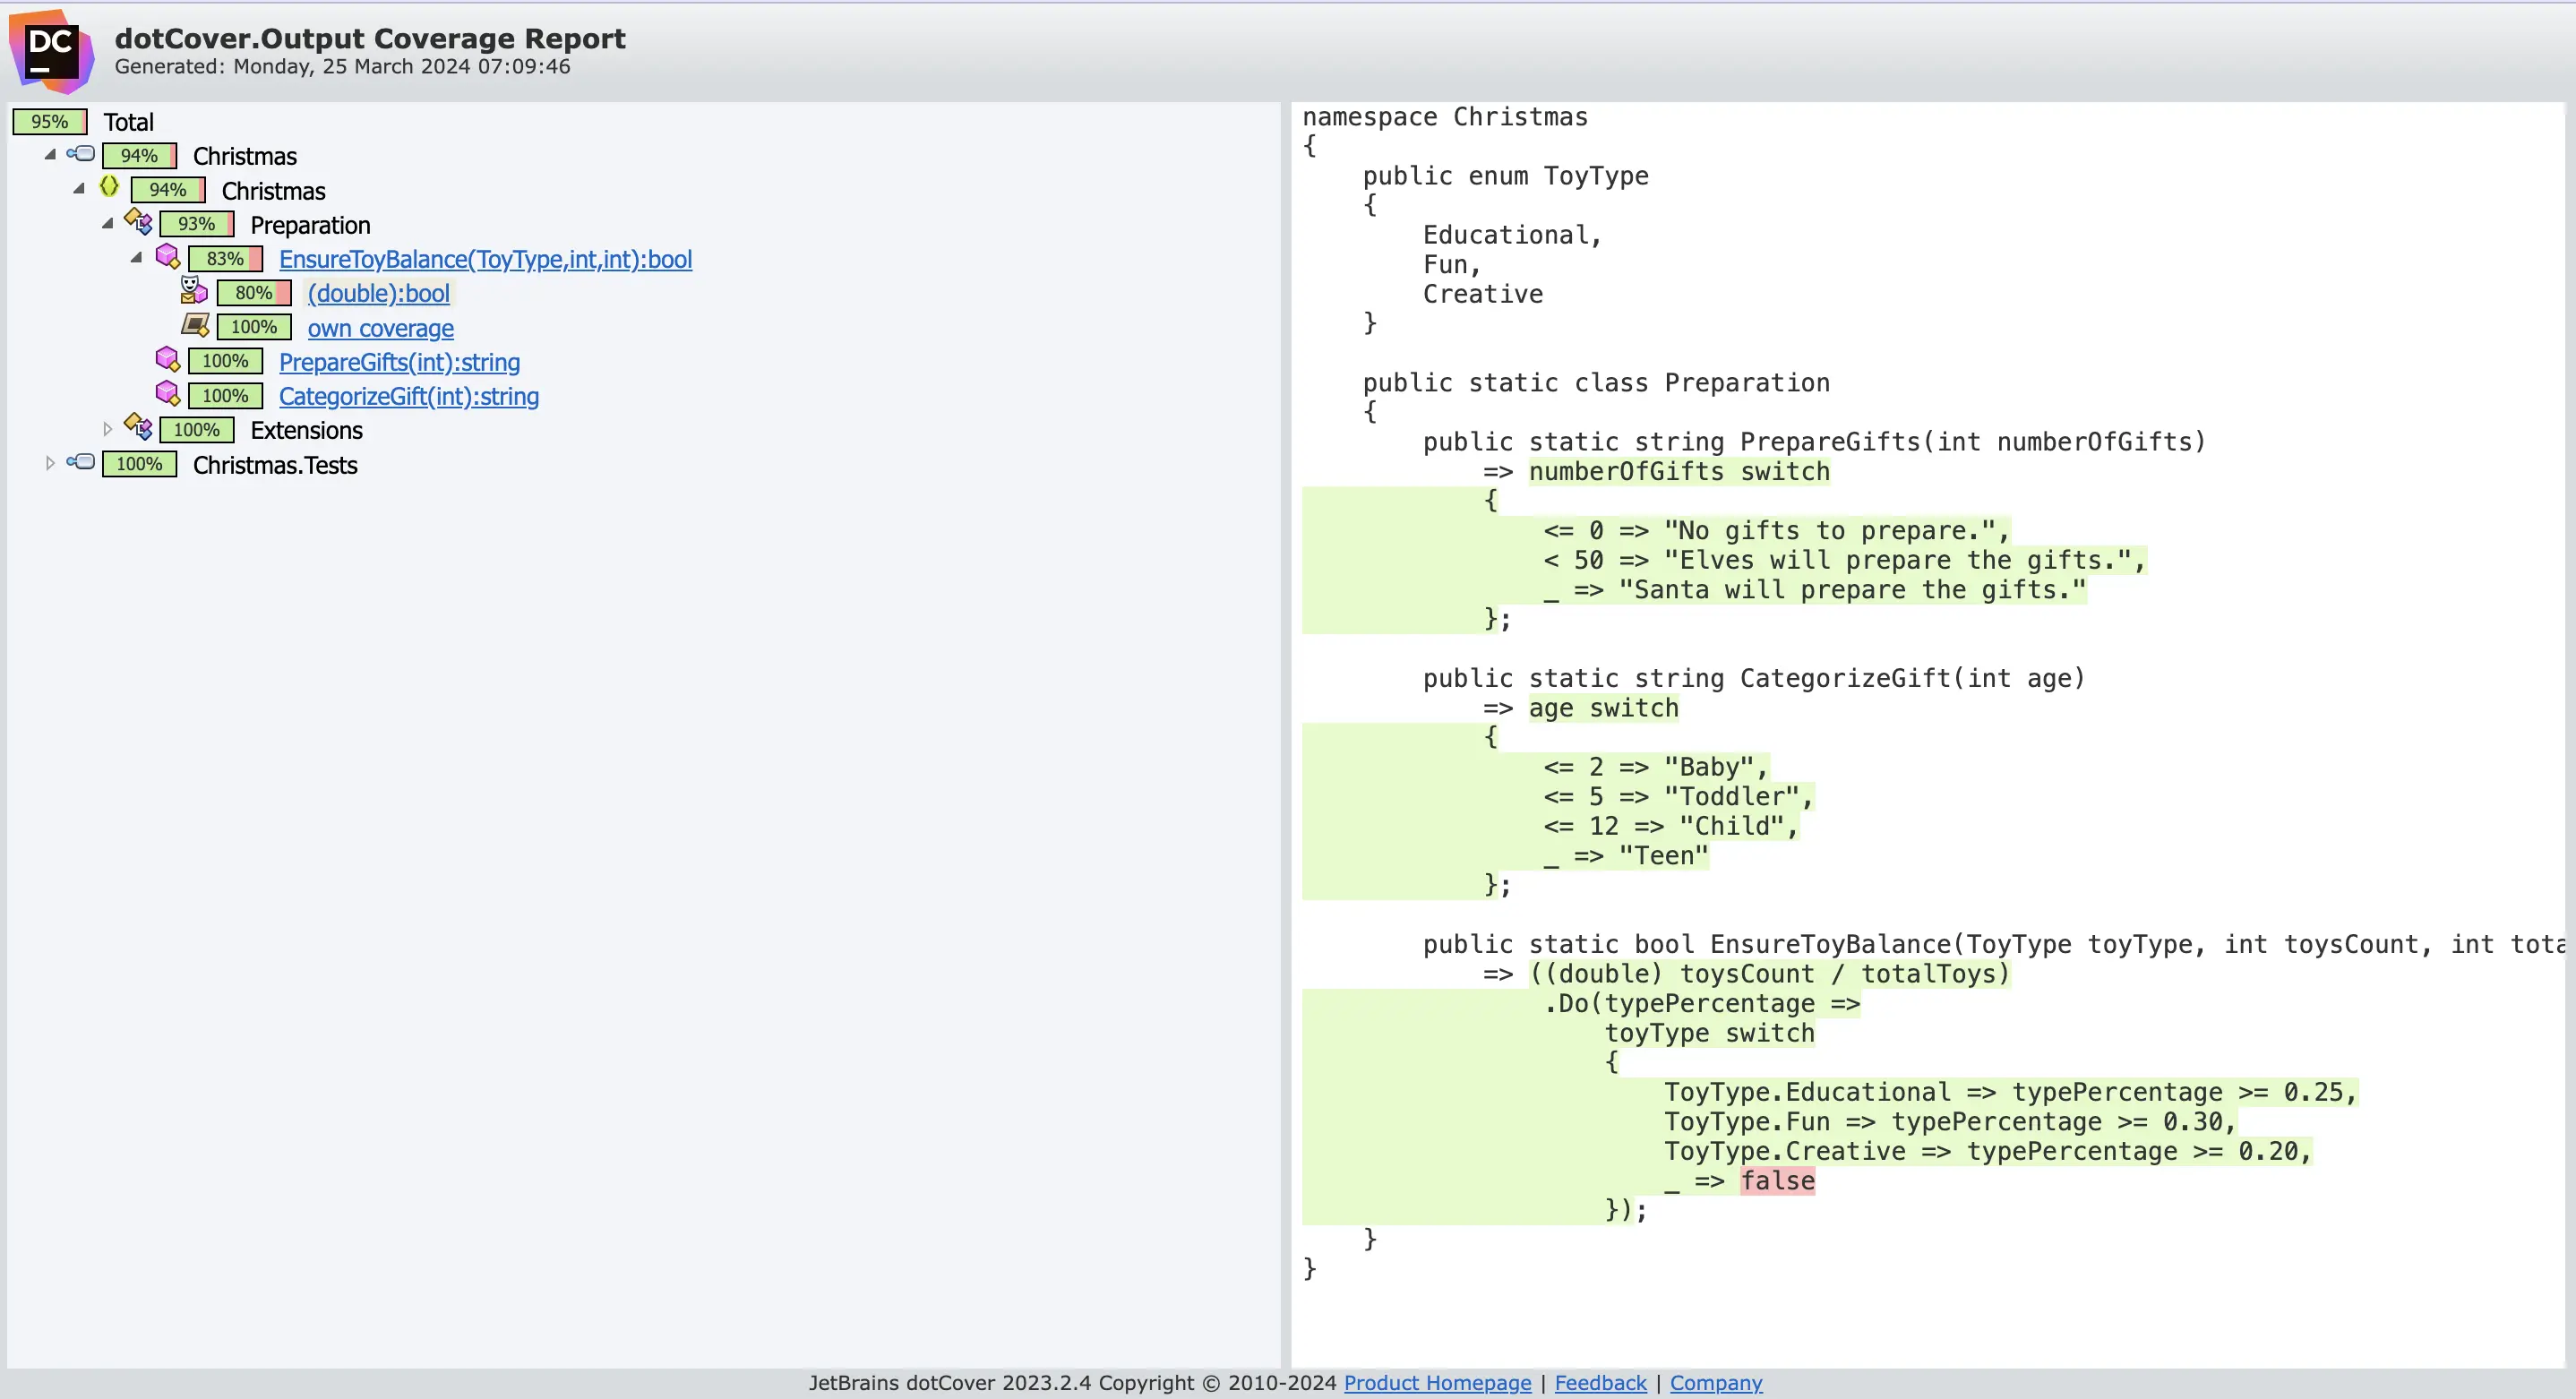 DC
dotCover.Output Coverage Report
Generated: Monday, 25 March 2024 07:09:46
95% Total
94% Christmas
94% Christmas
93% Preparation
83% EnsureToyBalance(ToyType,int,int):bool
80% (double):bool
100% own coverage
100% PrepareGifts(int):string
100% CategorizeGift(int):string
100% Extensions
100% Christmas.Tests
namespace Christmas
{
    public enum ToyType
    {
        Educational,
        Fun,
        Creative
    }
    public static class Preparation
    {
        public static string PrepareGifts(int numberOfGifts)
            => numberOfGifts switch
            {
                <= 0 => "No gifts to prepare.",
                < 50 => "Elves will prepare the gifts.",
                _ => "Santa will prepare the gifts."
            };
        public static string CategorizeGift(int age)
            => age switch
            {
                <= 2 => "Baby",
                <= 5 => "Toddler",
                <= 12 => "Child",
                _ => "Teen"
            };
        public static bool EnsureToyBalance(ToyType toyType, int toysCount, int tota
            => ((double) toysCount / totalToys)
                .Do(typePercentage =>
                    toyType switch
                    {
                        ToyType.Educational => typePercentage >= 0.25,
                        ToyType.Fun => typePercentage >= 0.30,
                        ToyType.Creative => typePercentage >= 0.20,
                        _ => false
                    });
    }
}
JetBrains dotCover 2023.2.4 Copyright © 2010-2024 Product Homepage | Feedback | Company